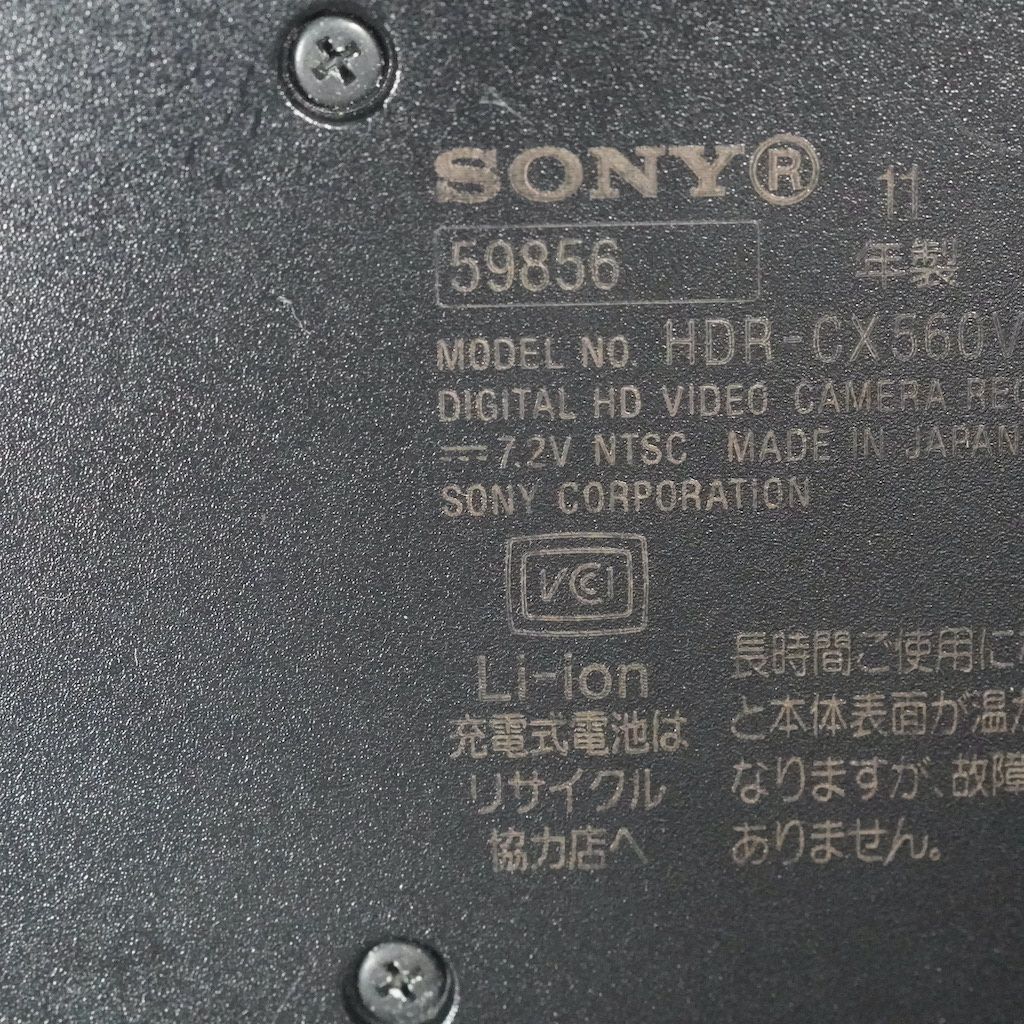 SONY®
11
59856
年製
MODEL NO. HDR-CX560V
DIGITAL HD VIDEO CAMERA REC
⎓ 7.2V NTSC MADE IN JAPAN
SONY CORPORATION
VCI
Li-ion
充電式電池は
リサイクル
協力店へ
長時間ご使用に
と本体表面が温か
なりますが、故障
ありません。